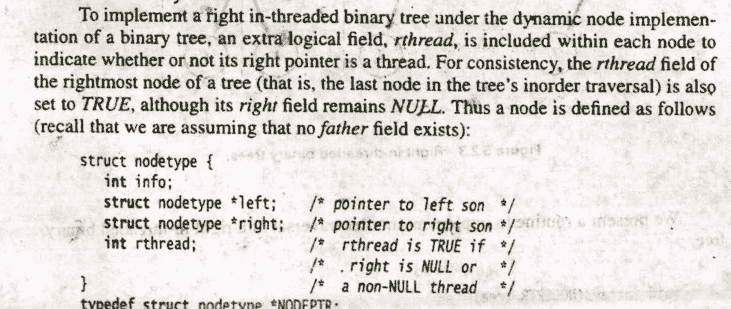 To implement a right in-threaded binary tree under the dynamic node implemen-
tation of a binary tree, an extra logical field, rthread, is included within each node to
indicate whether or not its right pointer is a thread. For consistency, the rthread field of
the rightmost node of a tree (that is, the last node in the tree's inorder traversal) is also
set to TRUE, although its right field remains NULL. Thus a node is defined as follows
(recall that we are assuming that no father field exists):
struct nodetype {
int info;
struct nodetype *left; /* pointer to left son */
struct nodetype *right; /* pointer to right son */
int rthread; /* rthread is TRUE if */
/* right is NULL or */
/* a non-NULL thread */
}
typedef struct nodetype *NODEPTR;